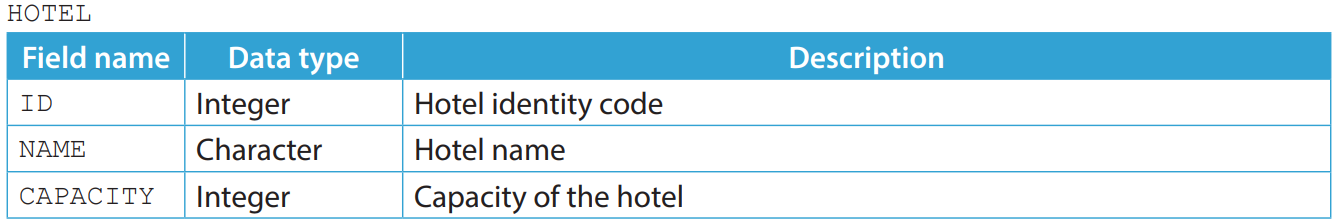 HOTEL
Field name Data type Description
ID Integer Hotel identity code
NAME Character Hotel name
CAPACITY Integer Capacity of the hotel